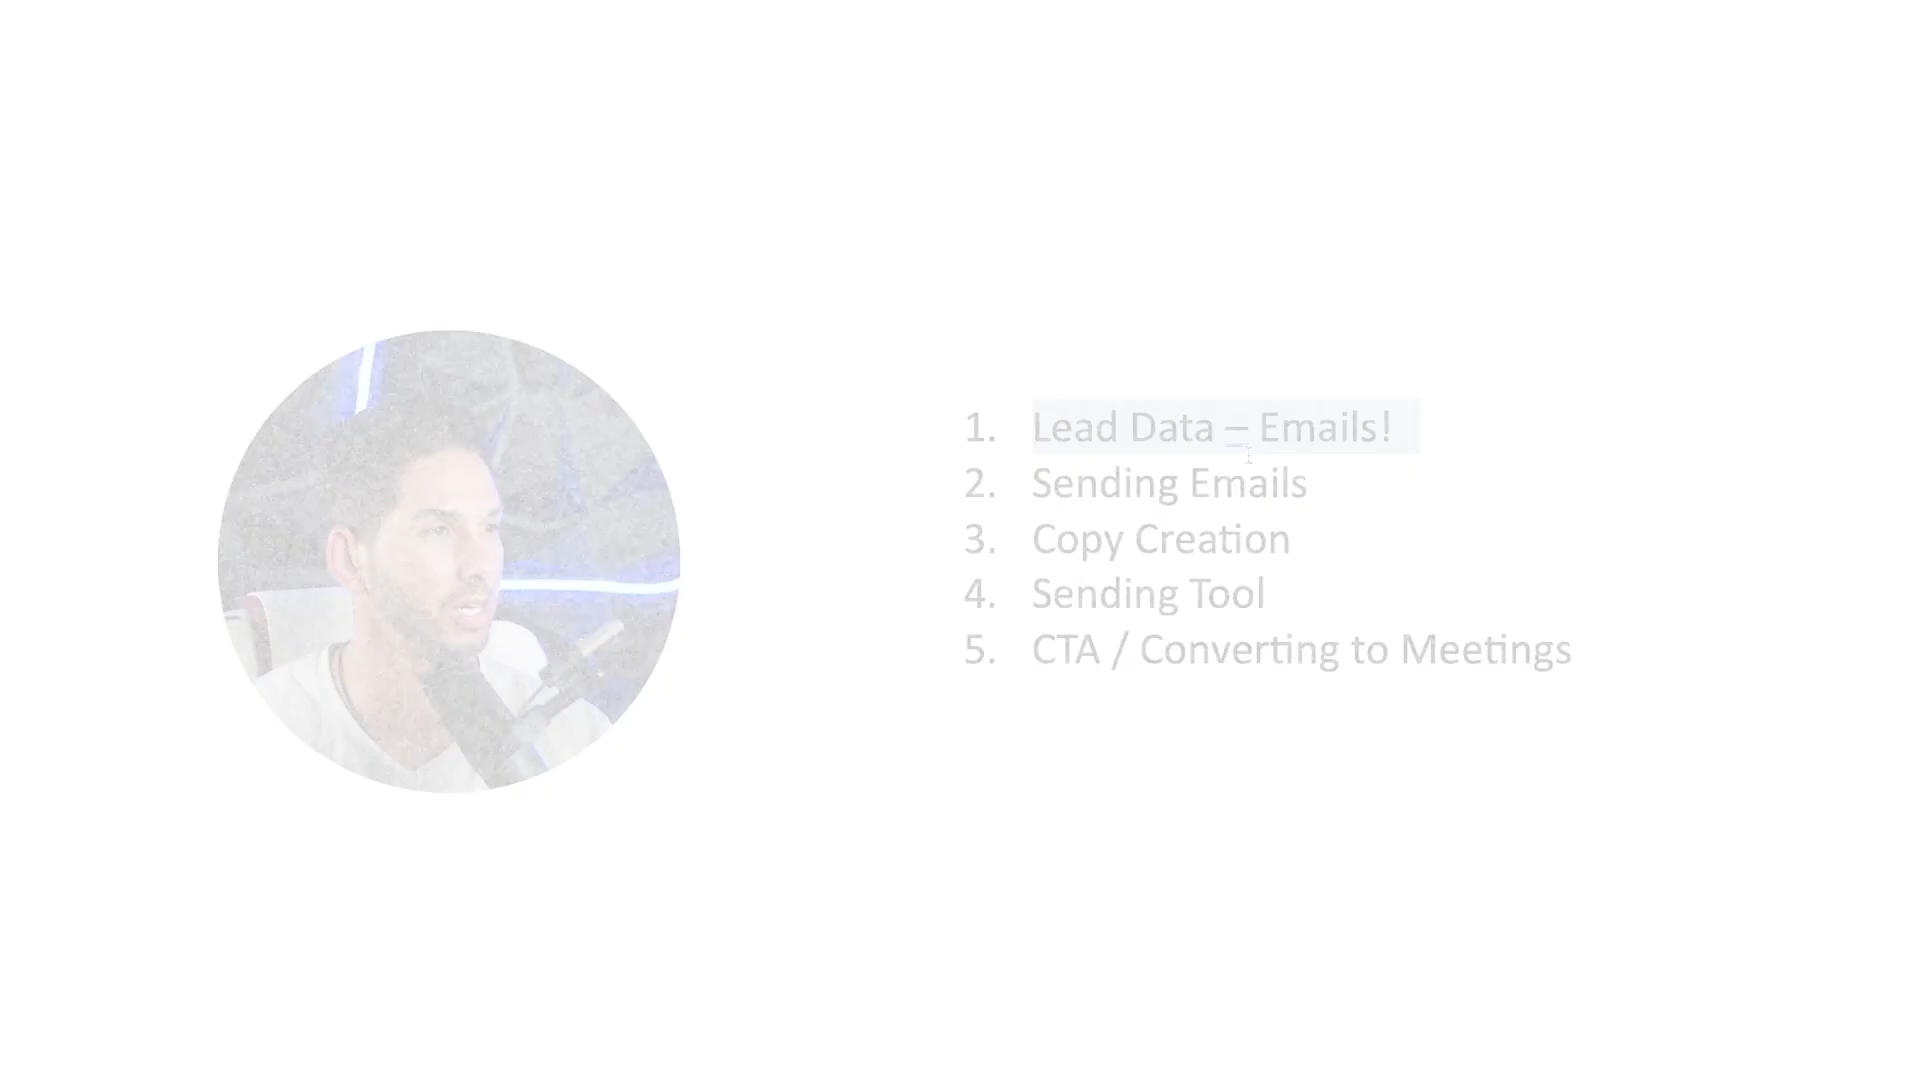 1. Lead Data – Emails!
2. Sending Emails
3. Copy Creation
4. Sending Tool
5. CTA / Converting to Meetings